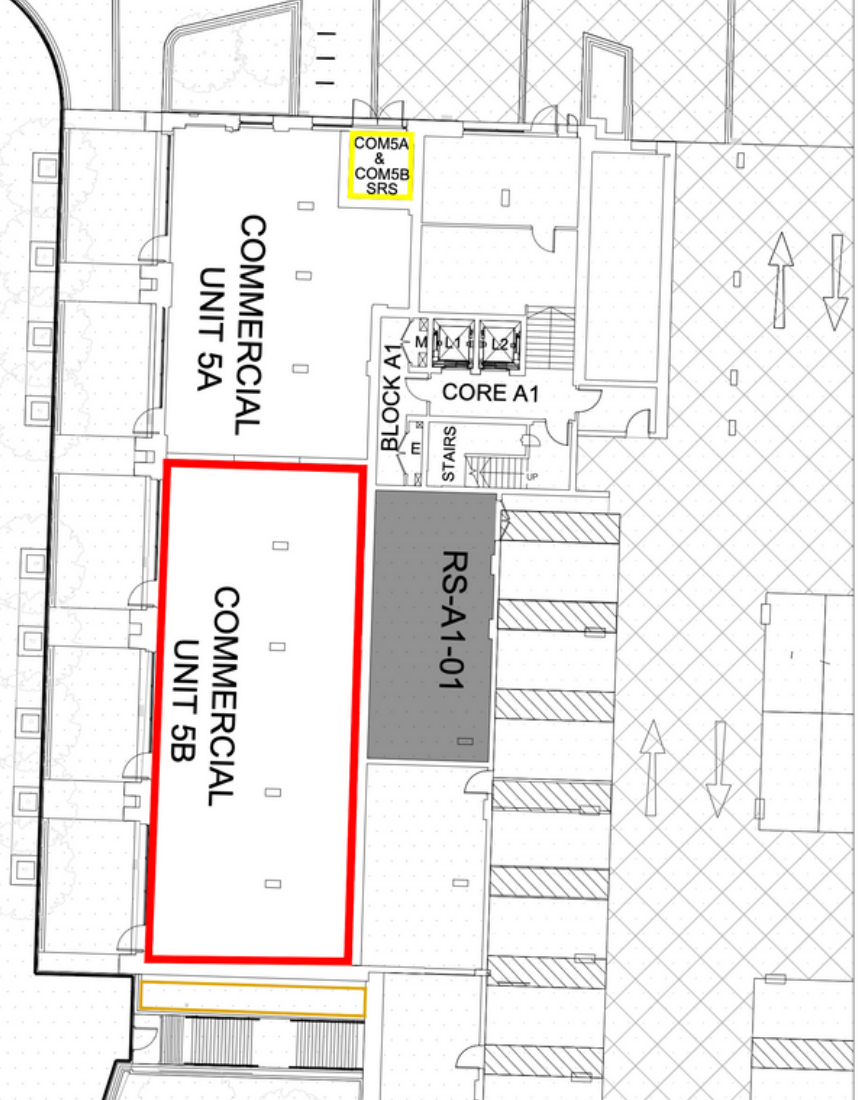 COM5A
&
COM5B
SRS
COMMERCIAL
UNIT 5A
BLOCK A1
M
L1
L2
CORE A1
E
STAIRS
UP
COMMERCIAL
UNIT 5B
RS-A1-01